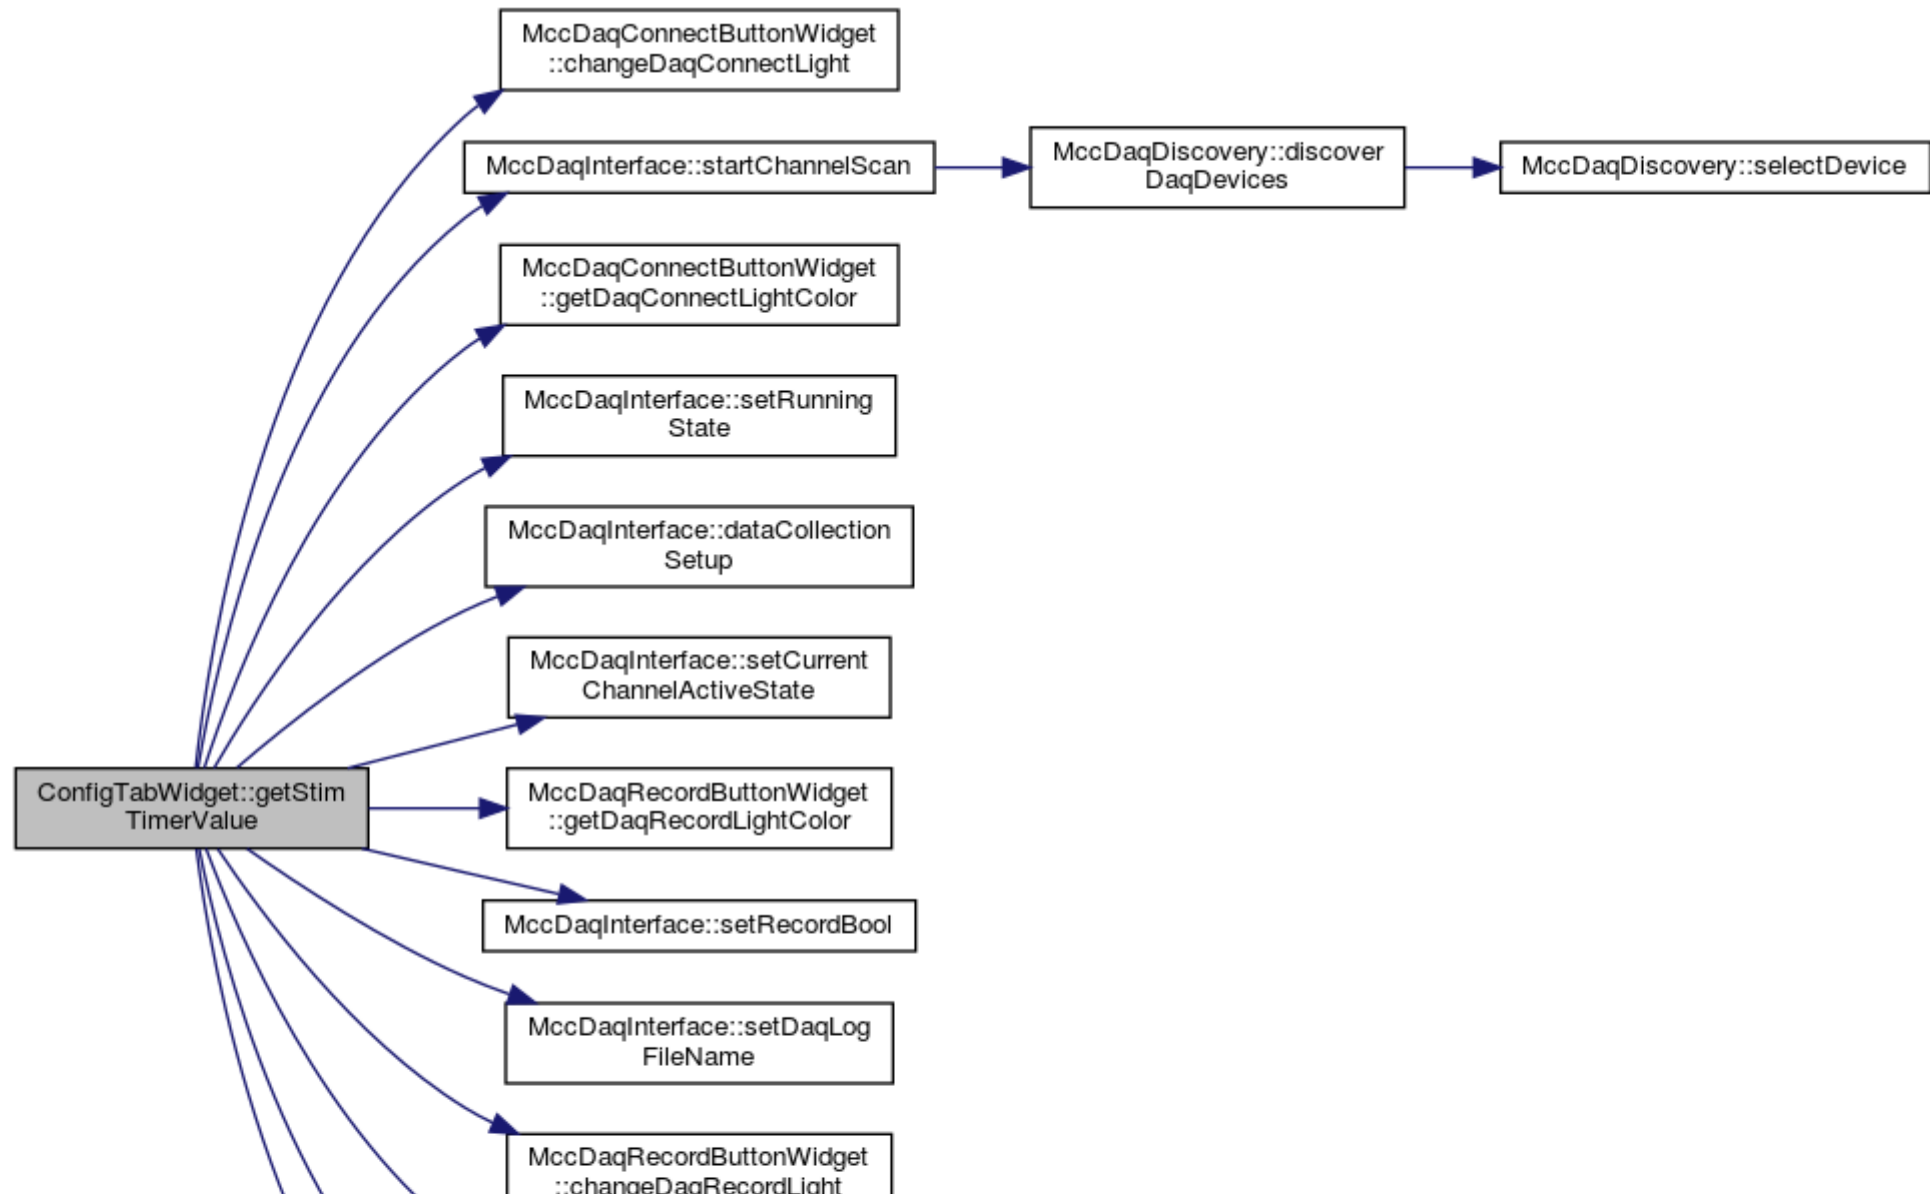 MccDaqConnectButtonWidget
::changeDaqConnectLight
MccDaqInterface::startChannelScan
MccDaqDiscovery::discover
DaqDevices
MccDaqDiscovery::selectDevice
MccDaqConnectButtonWidget
::getDaqConnectLightColor
MccDaqInterface::setRunning
State
MccDaqInterface::dataCollection
Setup
MccDaqInterface::setCurrent
ChannelActiveState
ConfigTabWidget::getStim
TimerValue
MccDaqRecordButtonWidget
::getDaqRecordLightColor
MccDaqInterface::setRecordBool
MccDaqInterface::setDaqLog
FileName
MccDaqRecordButtonWidget
::changeDaqRecordLight